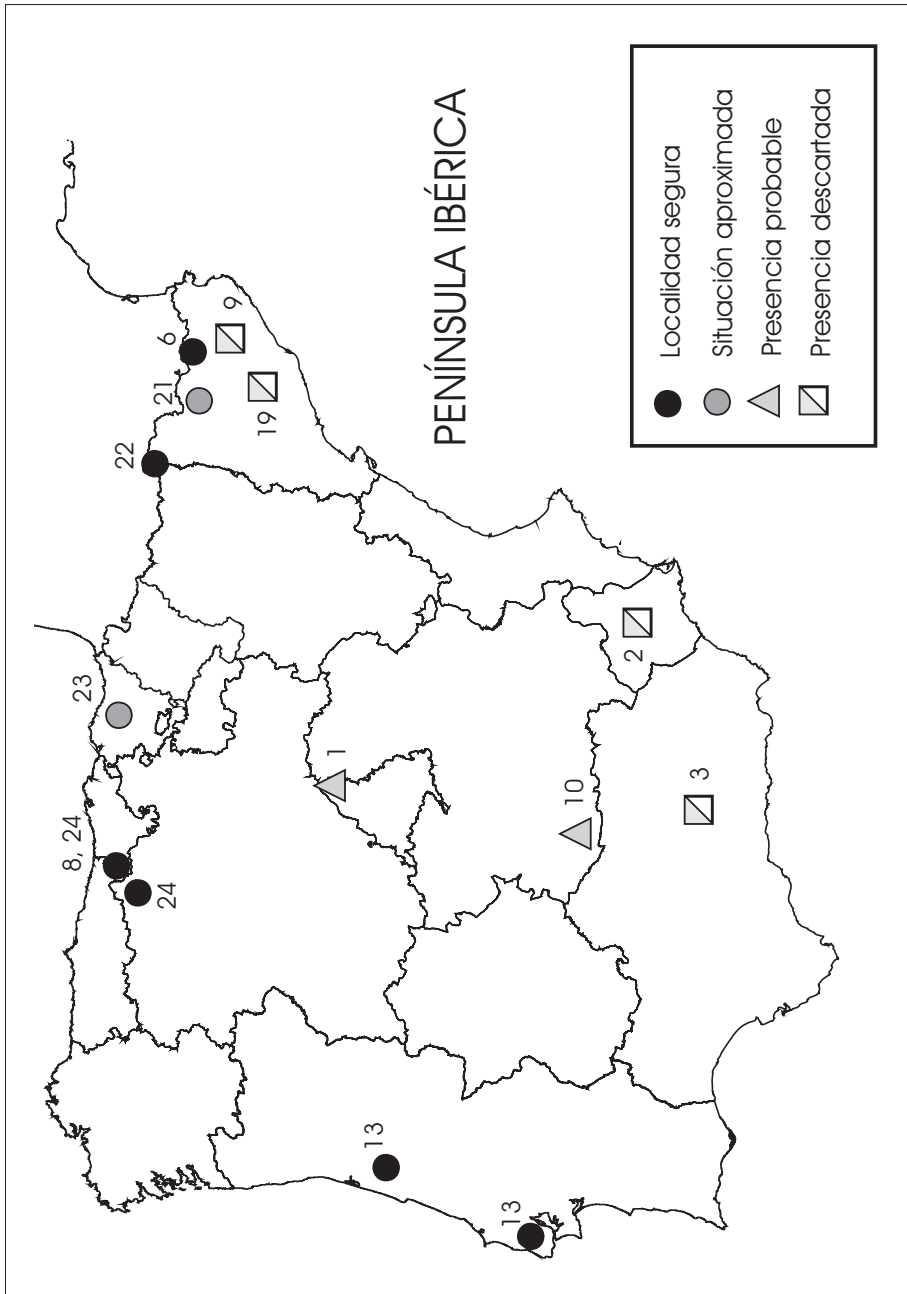 8, 24
24
23
22
21
6
9
19
1
13
13
10
2
3
PENÍNSULA IBÉRICA
Localidad segura
Situación aproximada
Presencia probable
Presencia descartada